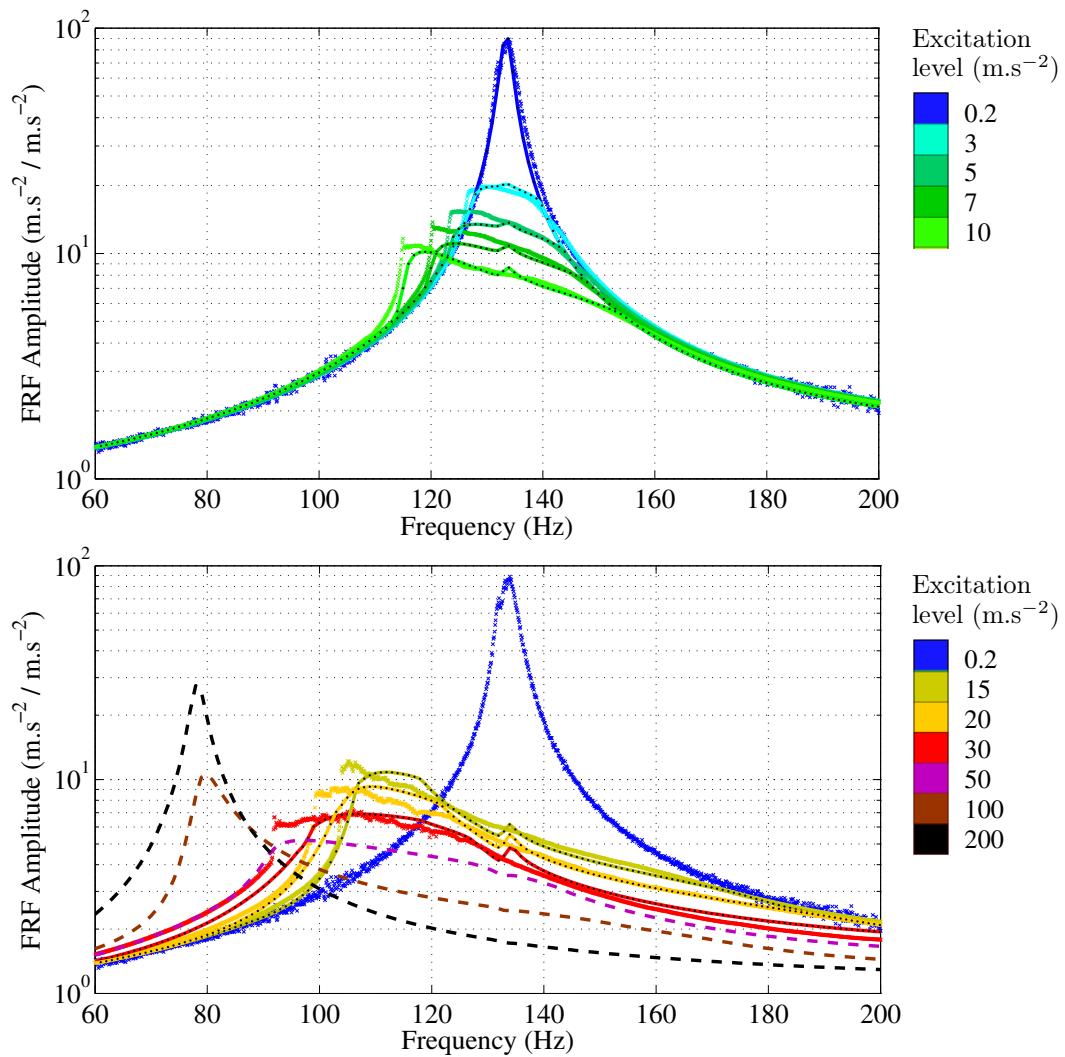 10²
10¹
10⁰
FRF Amplitude (m.s⁻² / m.s⁻²)
60 80 100 120 140 160 180 200
Frequency (Hz)
Excitation
level (m.s⁻²)
0.2
3
5
7
10
10²
10¹
10⁰
FRF Amplitude (m.s⁻² / m.s⁻²)
60 80 100 120 140 160 180 200
Frequency (Hz)
Excitation
level (m.s⁻²)
0.2
15
20
30
50
100
200